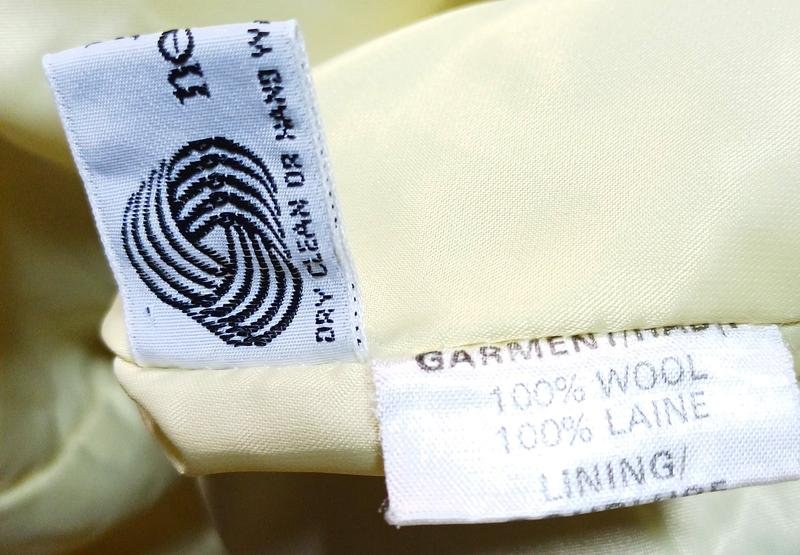 DRY CLEAN OR HAND
GARMENT/
100% WOOL
100% LAINE
LINING/